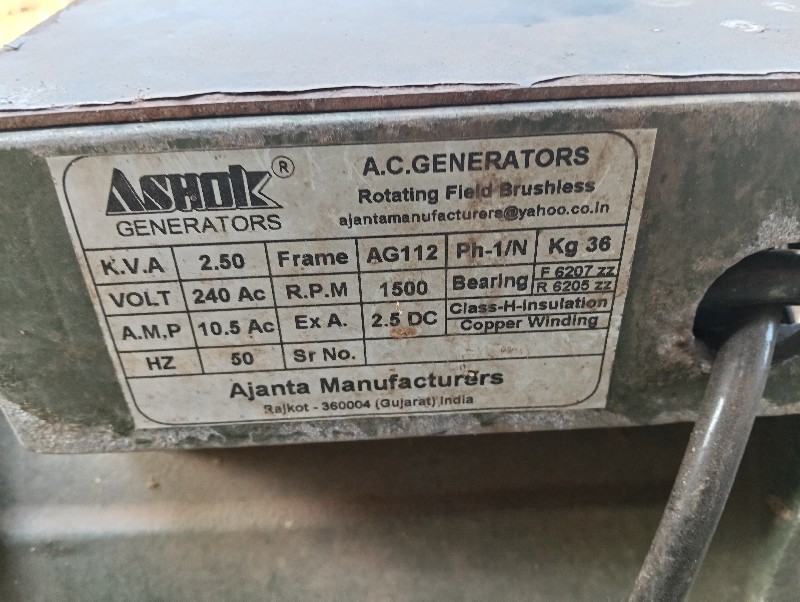 ASHOK ®
GENERATORS
A.C.GENERATORS
Rotating Field Brushless
ajantamanufacturers@yahoo.co.in
K.V.A 2.50 Frame AG112 Ph-1/N Kg 36
VOLT 240 Ac R.P.M 1500 Bearing F 6207 zz
R 6205 zz
A.M.P 10.5 Ac Ex A. 2.5 DC Class-H-Insulation
Copper Winding
HZ 50 Sr No.
Ajanta Manufacturers
Rajkot - 360004 (Gujarat) India